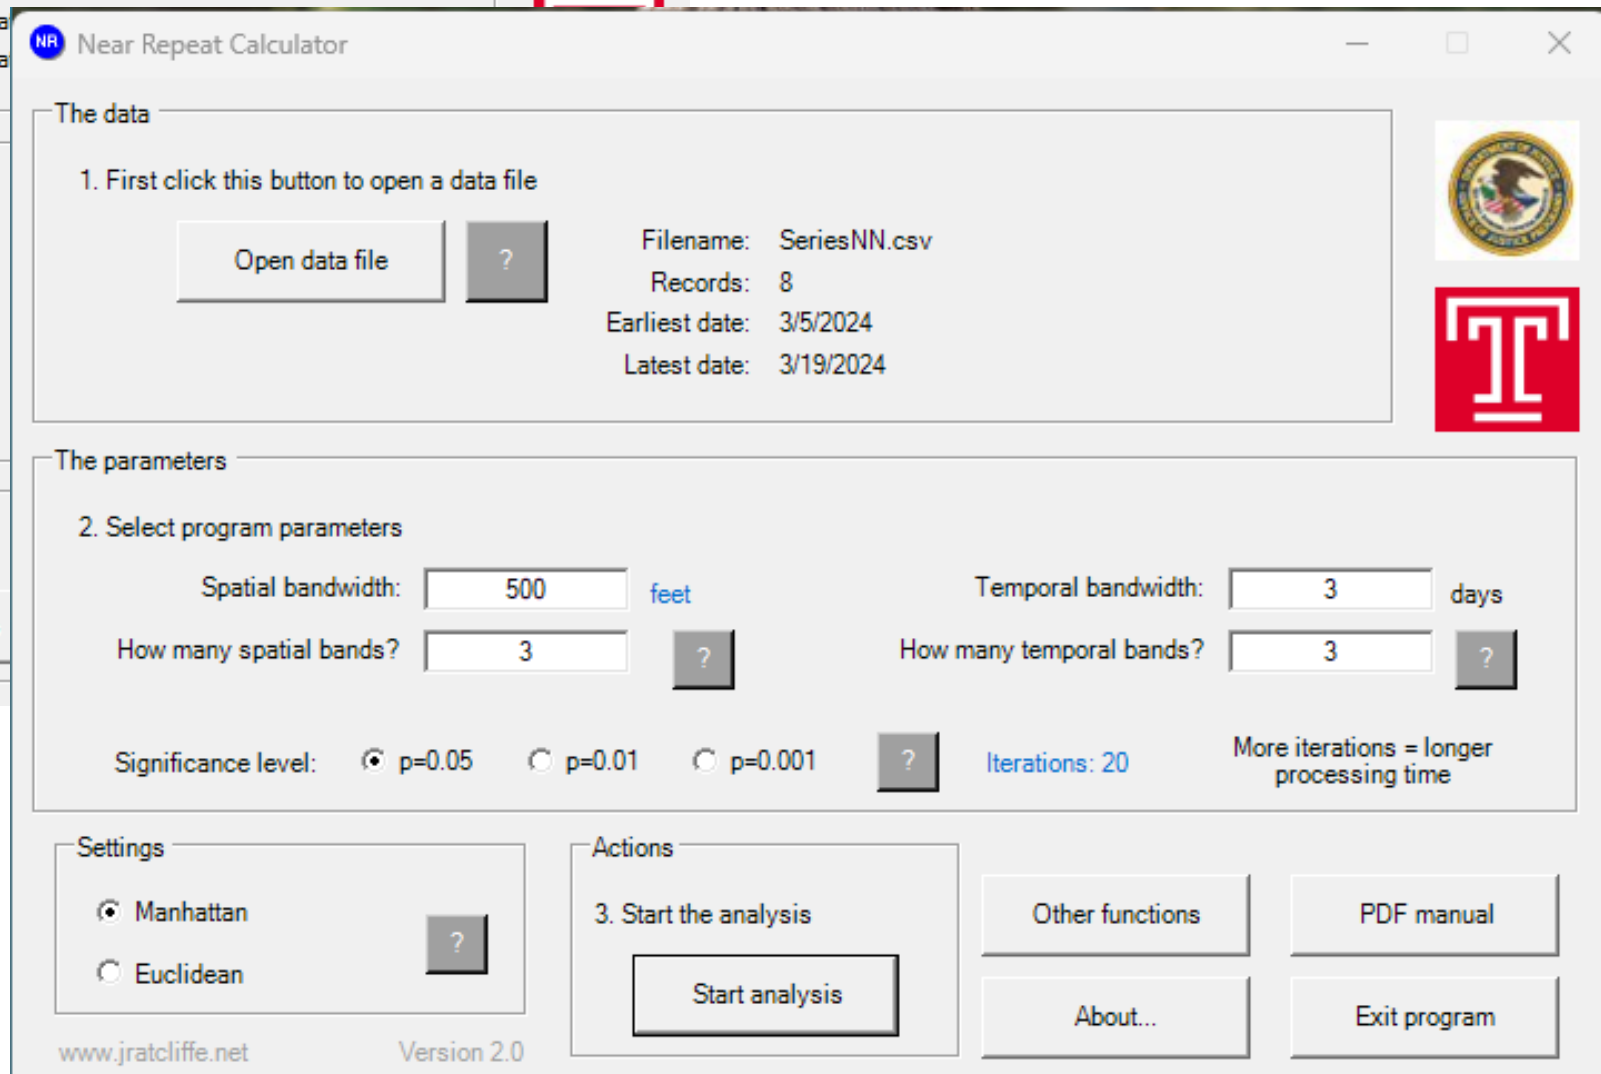 NR Near Repeat Calculator
The data
1. First click this button to open a data file
Open data file
?
Filename: SeriesNN.csv
Records: 8
Earliest date: 3/5/2024
Latest date: 3/19/2024
The parameters
2. Select program parameters
Spatial bandwidth: 500 feet
Temporal bandwidth: 3 days
How many spatial bands? 3 ?
How many temporal bands? 3 ?
Significance level: p=0.05 p=0.01 p=0.001 ?
Iterations: 20
More iterations = longer
processing time
Settings
Manhattan
Euclidean
?
www.jratcliffe.net
Version 2.0
Actions
3. Start the analysis
Start analysis
Other functions
PDF manual
About...
Exit program